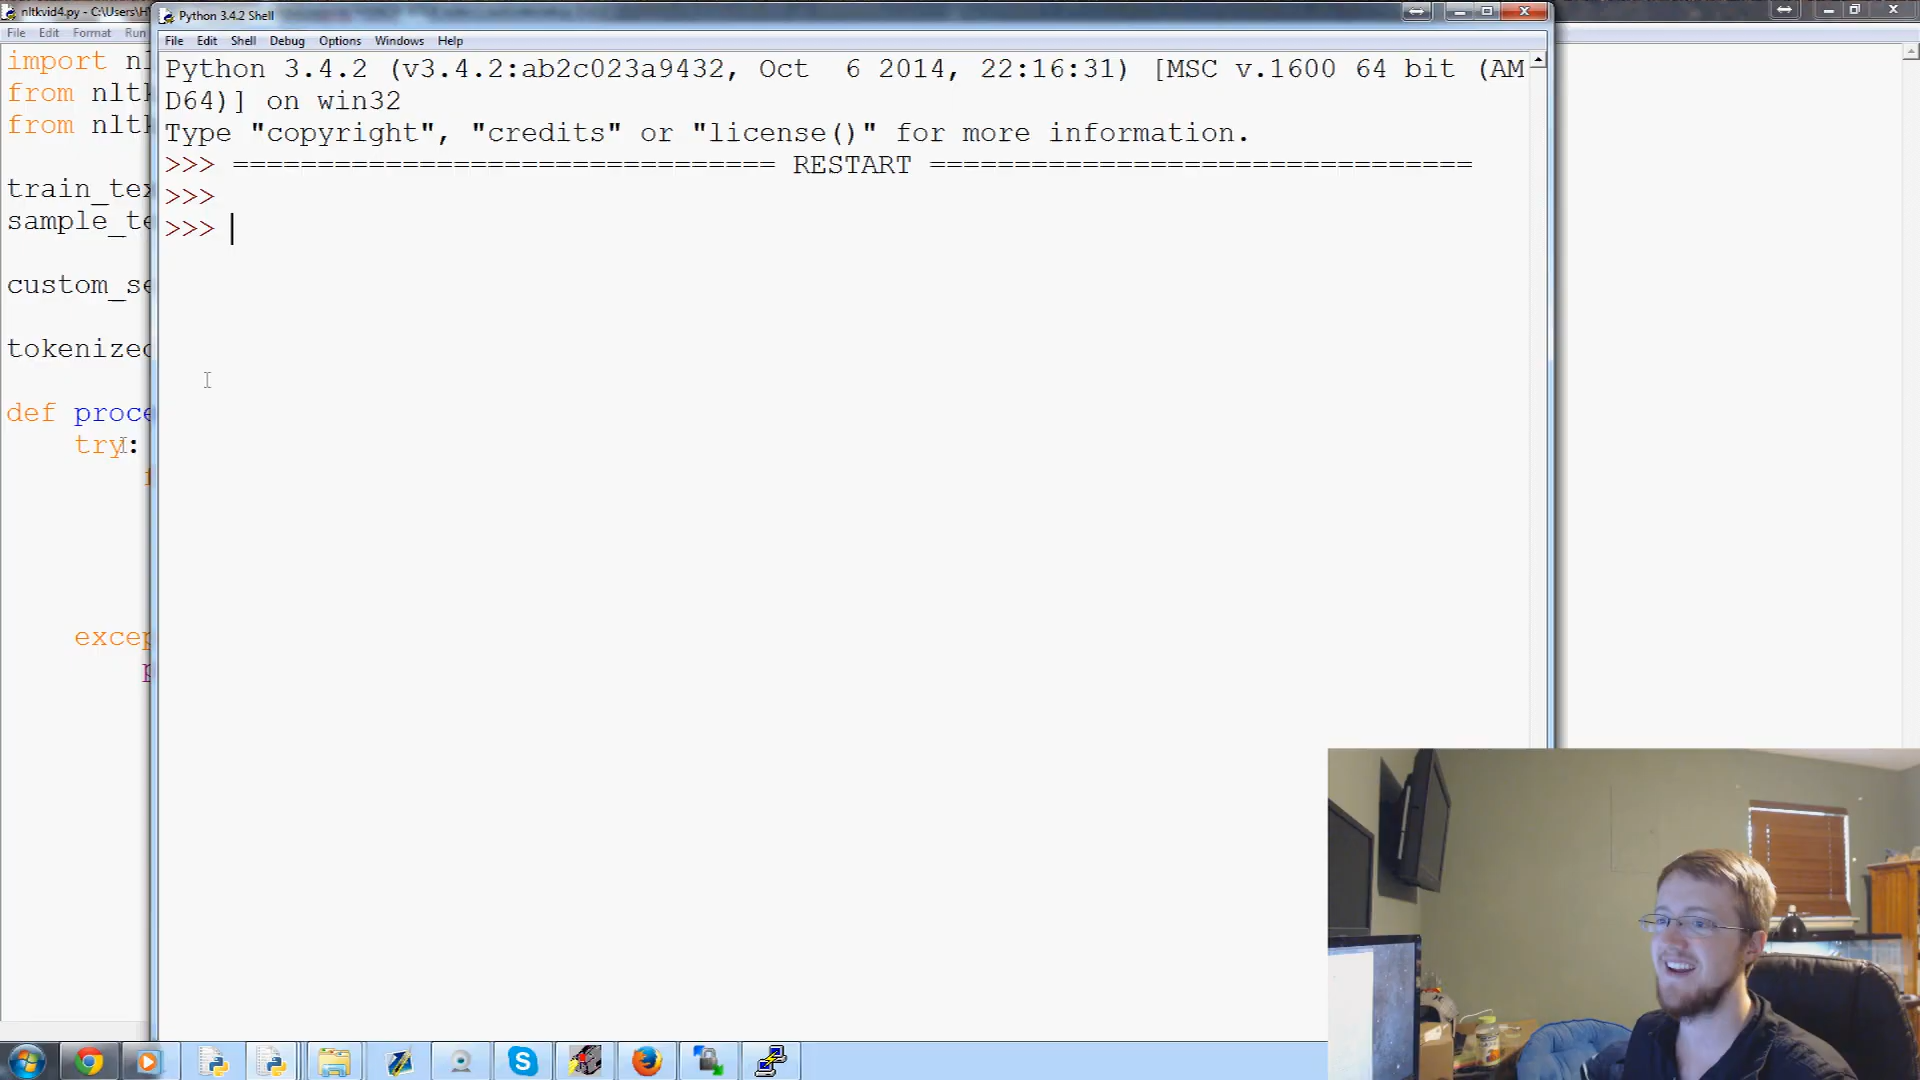 nltkvid4.py - C:\Users\H
File Edit Format Run
import nl
from nltk
from nltk
train_tex
sample_te
custom_se
tokenized
def proce
try:
f
excep
p
Python 3.4.2 Shell
File Edit Shell Debug Options Windows Help
Python 3.4.2 (v3.4.2:ab2c023a9432, Oct  6 2014, 22:16:31) [MSC v.1600 64 bit (AM
D64)] on win32
Type "copyright", "credits" or "license()" for more information.
>>> ================================ RESTART ================================
>>>
>>>